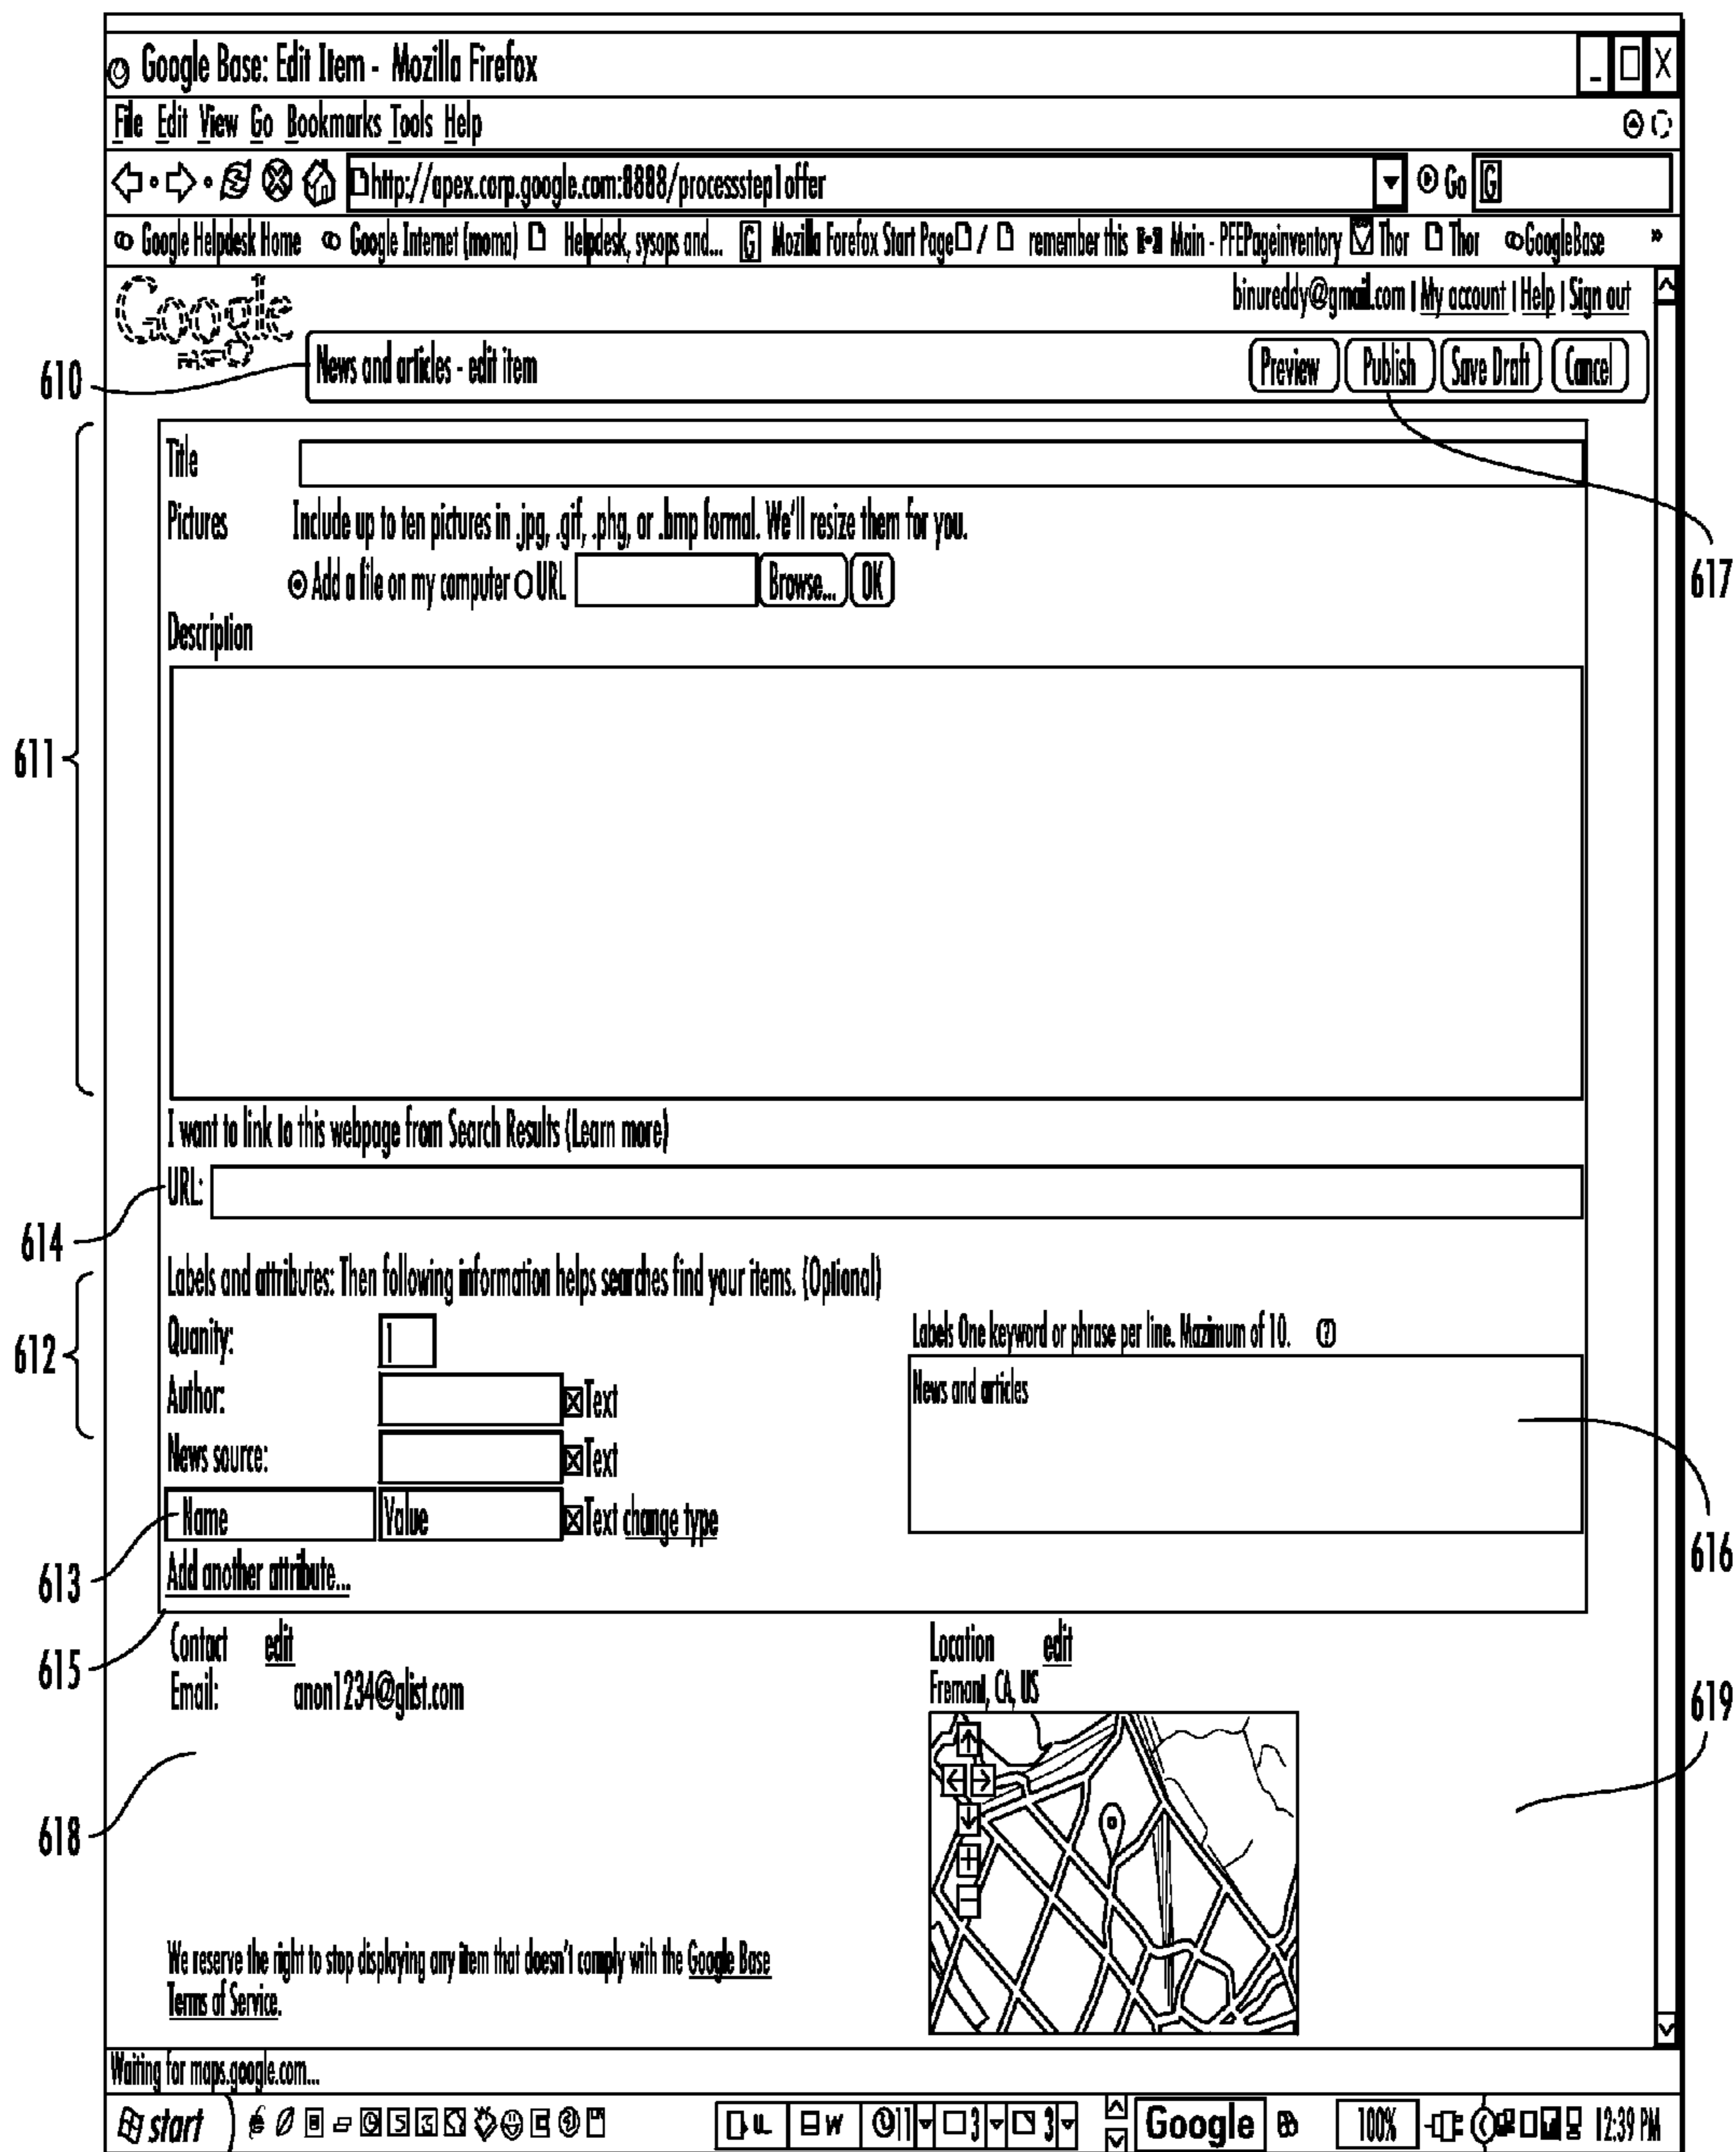 Google Base: Edit Item - Mozilla Firefox
File Edit View Go Bookmarks Tools Help
http://apex.corp.google.com:8888/processstep1offer Go G
Google Helpdesk Home Google Internet (moma) Helpdesk, sysops and... G Mozilla Forefox Start Page / remember this Main - PFEPageinventory Thor Thor GoogleBase »
Google
binureddy@gmail.com | My account | Help | Sign out
610
News and articles - edit item Preview Publish Save Draft Cancel
Title
Pictures Include up to ten pictures in .jpg, .gif, .phg, or .bmp formal. We'll resize them for you.
Add a file on my computer URL Browse... OK
617
Description
611
I want to link to this webpage from Search Results (Learn more)
URL:
614
Labels and attributes: Then following information helps searches find your items. (Optional)
612
Quanity: 1 Labels One keyword or phrase per line. Mazimum of 10. (?)
Author: Text News and articles
News source: Text
Name Value Text change type
616
613
Add another attribute...
615
Contact edit Location edit
Email: anon1234@glist.com Fremont, CA, US
619
618
We reserve the right to stop displaying any item that doesn't comply with the Google Base
Terms of Service.
Waiting for maps.google.com...
start W 11 3 3 Google 100% 12:39 PM